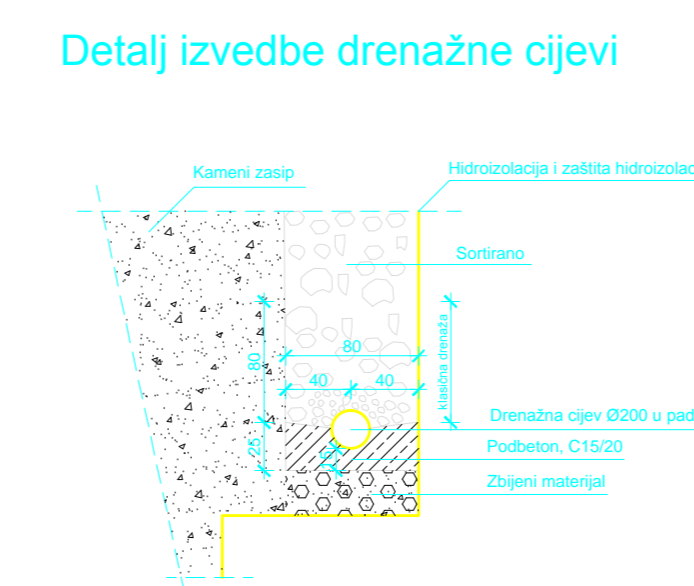 Detalj izvedbe drenažne cijevi
Kameni zasip
Hidroizolacija i zaštita hidroizolac
Sortirano
Klasična drenaža
80
80
40
40
Drenažna cijev Ø200 u pad
25
15
Podbeton, C15/20
Zbijeni materijal